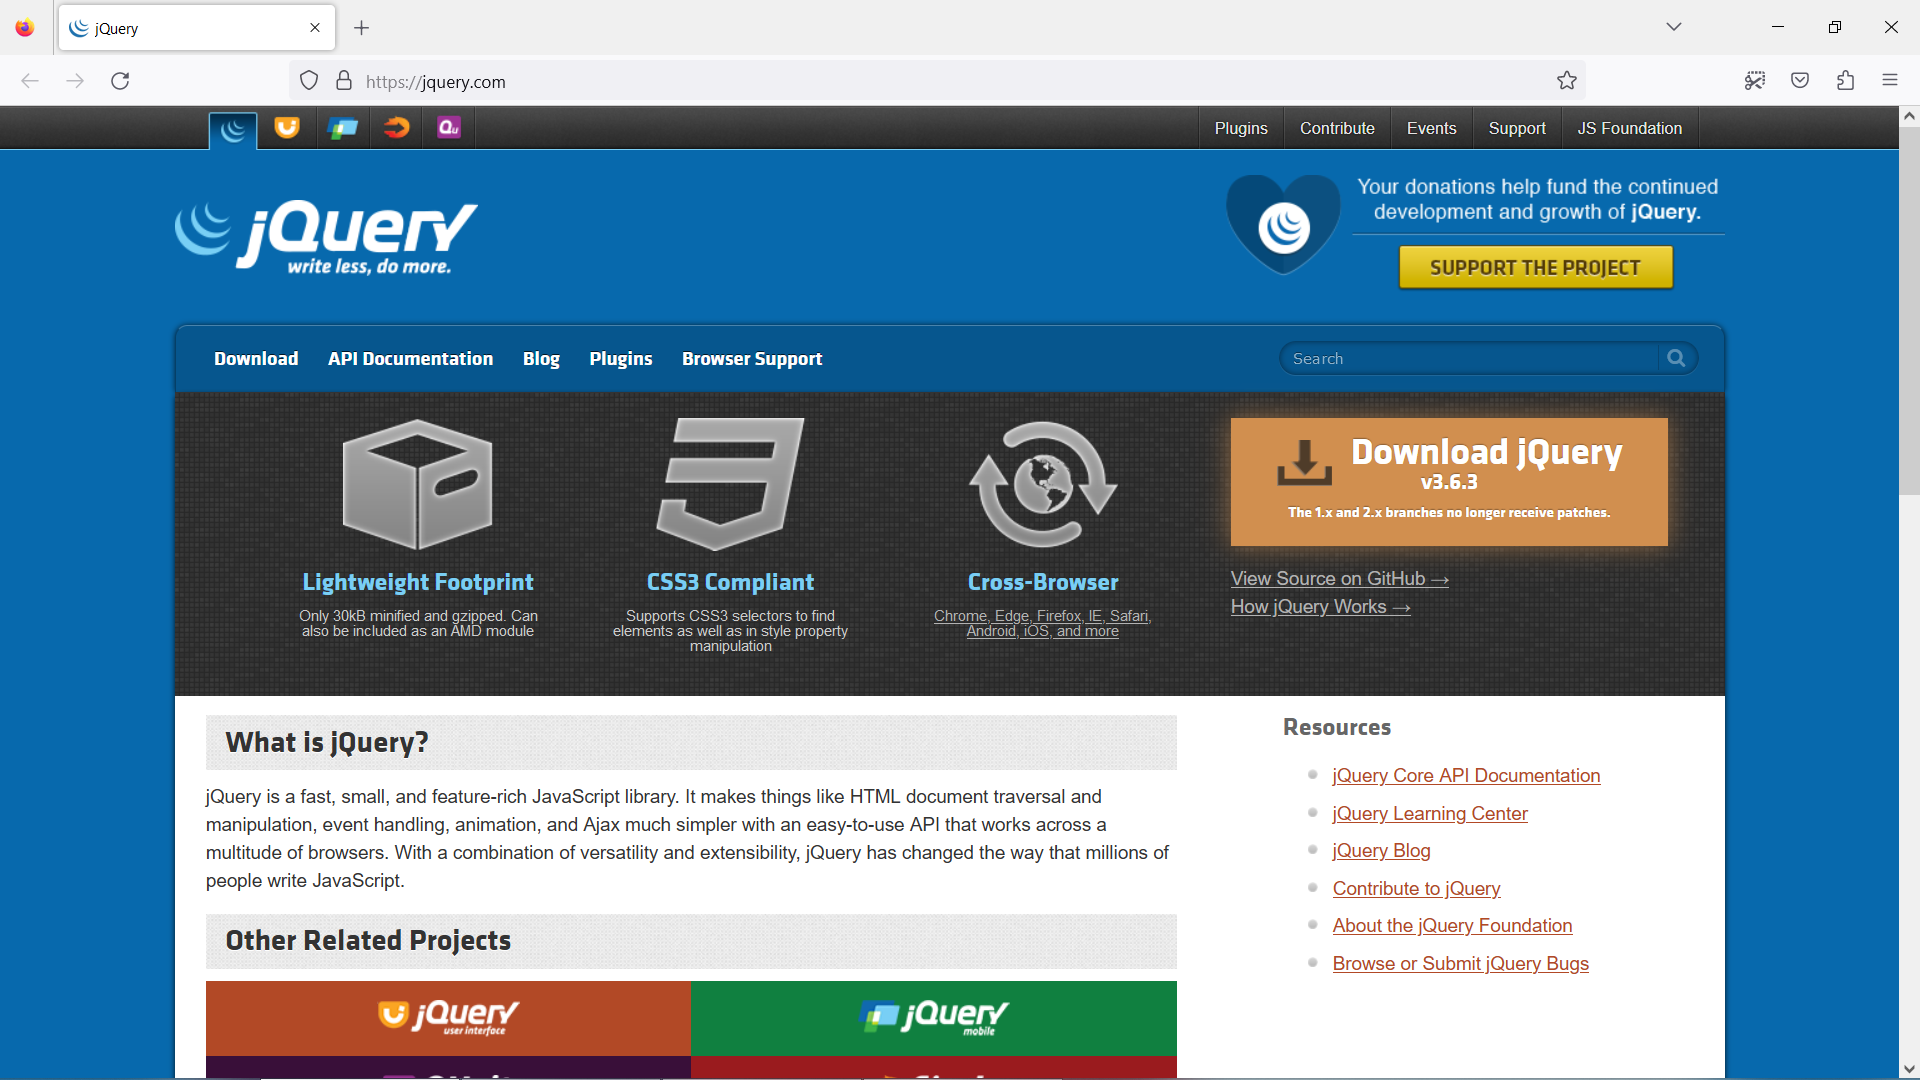 jQuery
https://jquery.com
Qu
Plugins
Contribute
Events
Support
JS Foundation
jQuery
write less, do more.
Your donations help fund the continued
development and growth of jQuery.
SUPPORT THE PROJECT
Download
API Documentation
Blog
Plugins
Browser Support
Search
Lightweight Footprint
Only 30kB minified and gzipped. Can
also be included as an AMD module
CSS3 Compliant
Supports CSS3 selectors to find
elements as well as in style property
manipulation
Cross-Browser
Chrome, Edge, Firefox, IE, Safari,
Android, iOS, and more
Download jQuery
v3.6.3
The 1.x and 2.x branches no longer receive patches.
View Source on GitHub →
How jQuery Works →
What is jQuery?
jQuery is a fast, small, and feature-rich JavaScript library. It makes things like HTML document traversal and
manipulation, event handling, animation, and Ajax much simpler with an easy-to-use API that works across a
multitude of browsers. With a combination of versatility and extensibility, jQuery has changed the way that millions of
people write JavaScript.
Other Related Projects
jQuery
user interface
jQuery
mobile
Resources
jQuery Core API Documentation
jQuery Learning Center
jQuery Blog
Contribute to jQuery
About the jQuery Foundation
Browse or Submit jQuery Bugs